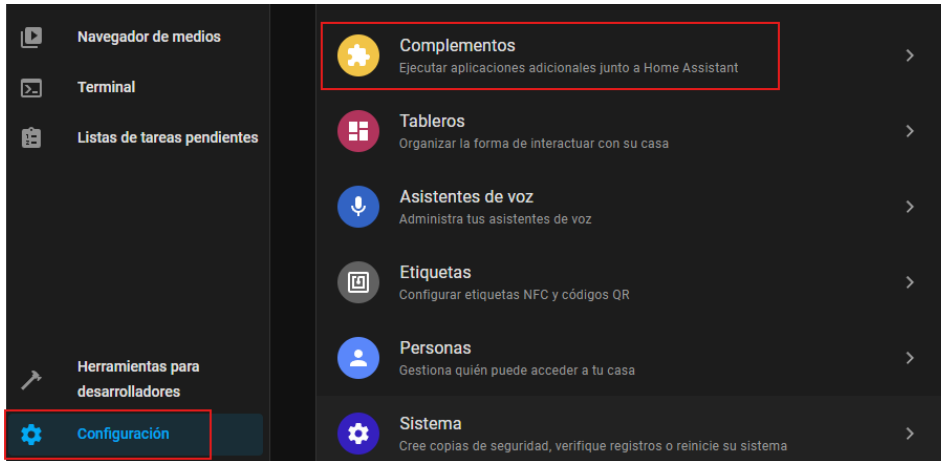 Navegador de medios
Terminal
Listas de tareas pendientes
Herramientas para
desarrolladores
Configuración
Complementos
Ejecutar aplicaciones adicionales junto a Home Assistant
Tableros
Organizar la forma de interactuar con su casa
Asistentes de voz
Administra tus asistentes de voz
Etiquetas
Configurar etiquetas NFC y códigos QR
Personas
Gestiona quién puede acceder a tu casa
Sistema
Cree copias de seguridad, verifique registros o reinicie su sistema